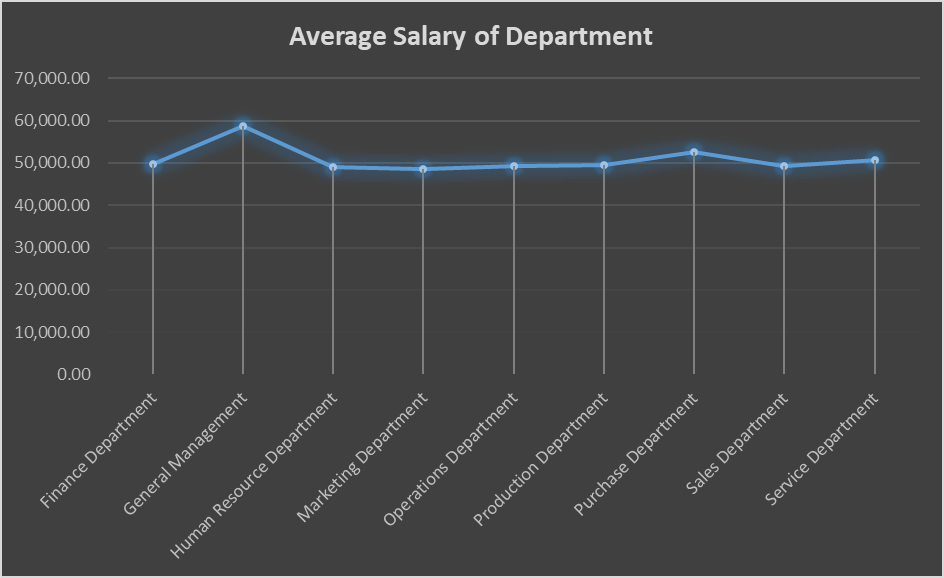 Average Salary of Department
70,000.00
60,000.00
50,000.00
40,000.00
30,000.00
20,000.00
10,000.00
0.00
Finance Department
General Management
Human Resource Department
Marketing Department
Operations Department
Production Department
Purchase Department
Sales Department
Service Department